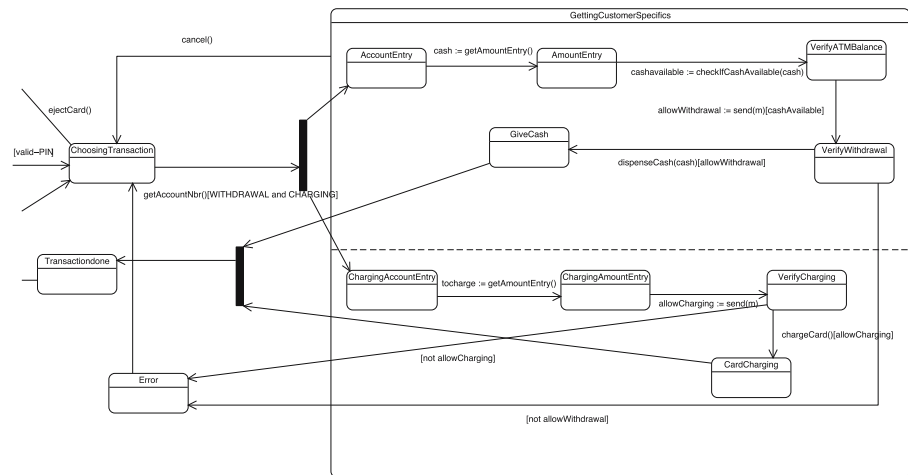 GettingCustomerSpecifics
cancel()
AccountEntry
cash := getAmountEntry()
AmountEntry
VerifyATMBalance
cashavailable := checkIfCashAvailable(cash)
ejectCard()
allowWithdrawal := send(m)[cashAvailable]
GiveCash
[valid−PIN]
ChoosingTransaction
VerifyWithdrawal
dispenseCash(cash)[allowWithdrawal]
getAccountNbr()[WITHDRAWAL and CHARGING]
Transactiondone
ChargingAccountEntry
tocharge := getAmountEntry()
ChargingAmountEntry
VerifyCharging
allowCharging := send(m)
chargeCard()[allowCharging]
[not allowCharging]
CardCharging
Error
[not allowWithdrawal]